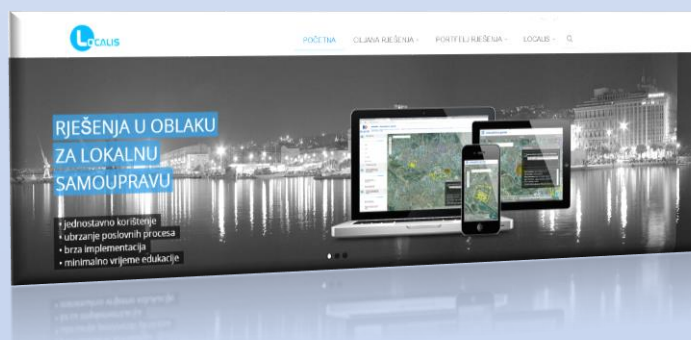 LOCALIS
POČETNA
CILJANA RJEŠENJA
PORTFELJ RJEŠENJA
LOCALIS
RJEŠENJA U OBLAKU
ZA LOKALNU
SAMOUPRAVU
• jednostavno korištenje
• ubrzanje poslovnih procesa
• brza implementacija
• minimalno vrijeme edukacije